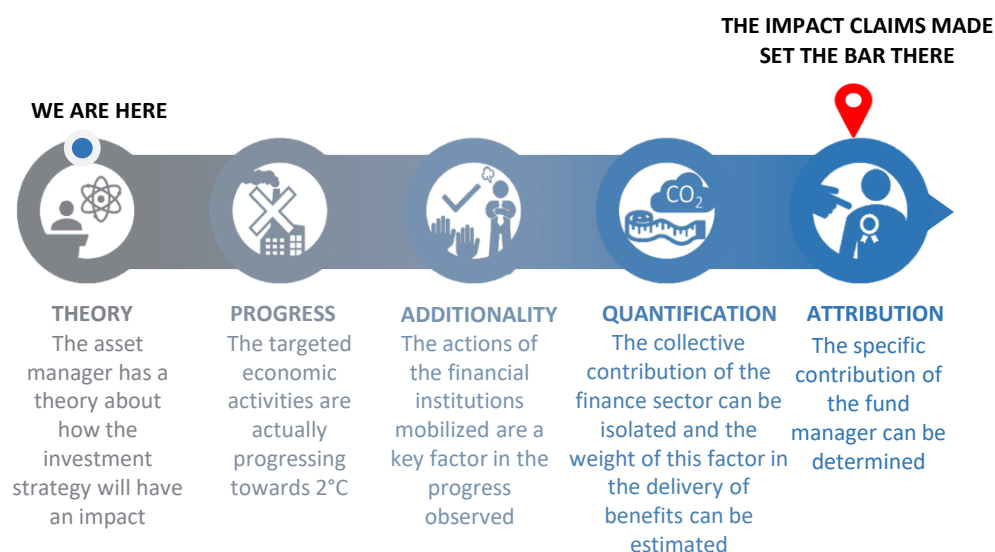 THE IMPACT CLAIMS MADE
SET THE BAR THERE
WE ARE HERE
CO2
THEORY
The asset
manager has a
theory about
how the
investment
strategy will have
an impact
PROGRESS
The targeted
economic
activities are
actually
progressing
towards 2°C
ADDITIONALITY
The actions of
the financial
institutions
mobilized are a
key factor in the
progress
observed
QUANTIFICATION
The collective
contribution of the
finance sector can be
isolated and the
weight of this factor in
the delivery of
benefits can be
estimated
ATTRIBUTION
The specific
contribution of
the fund
manager can be
determined